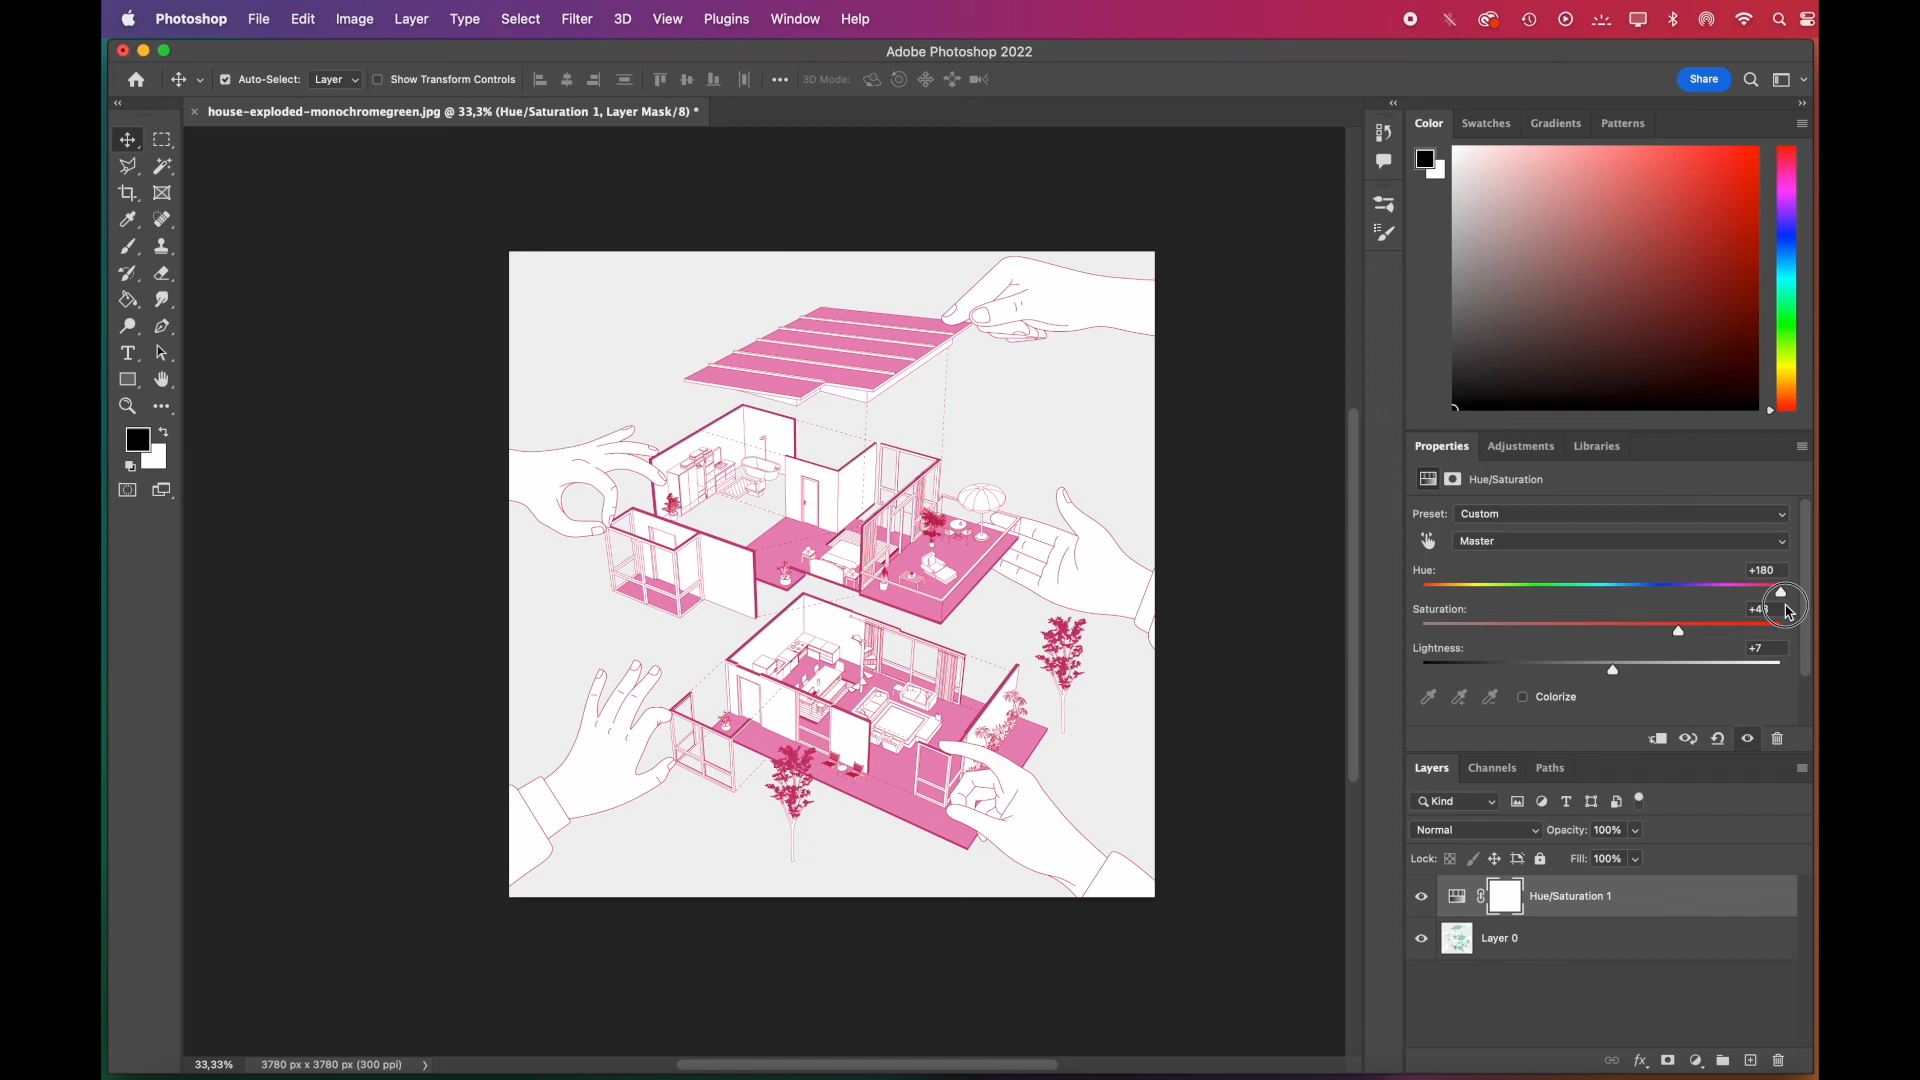 Photoshop File Edit Image Layer Type Select Filter 3D View Plugins Window Help
Adobe Photoshop 2022
Auto-Select: Layer Show Transform Controls 3D Mode: Share
house-exploded-monochromegreen.jpg @ 33,3% (Hue/Saturation 1, Layer Mask/8) *
Color Swatches Gradients Patterns
Properties Adjustments Libraries
Hue/Saturation
Preset: Custom
Master
Hue: +180
Saturation: +48
Lightness: +7
Colorize
Layers Channels Paths
Kind
Normal Opacity: 100%
Lock: Fill: 100%
Hue/Saturation 1
Layer 0
33,33% 3780 px x 3780 px (300 ppi)